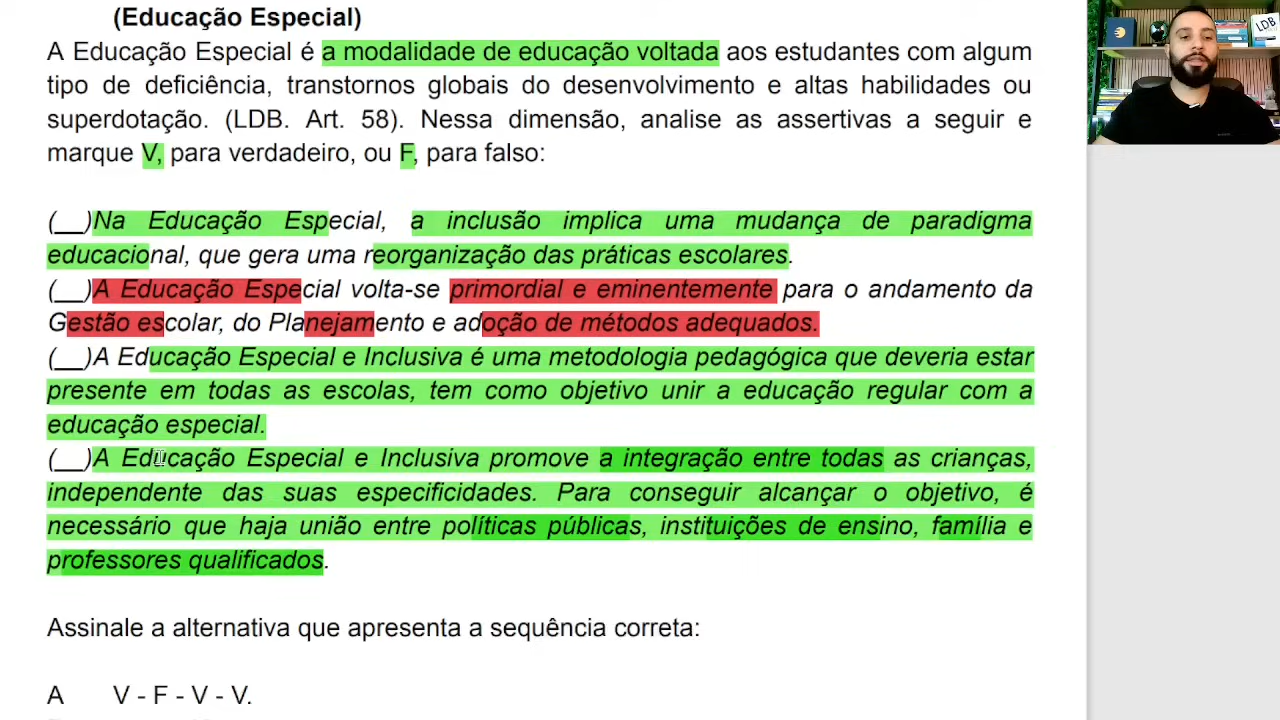 (Educação Especial)
LDB
A Educação Especial é a modalidade de educação voltada aos estudantes com algum
tipo de deficiência, transtornos globais do desenvolvimento e altas habilidades ou
superdotação. (LDB. Art. 58). Nessa dimensão, analise as assertivas a seguir e
marque V, para verdadeiro, ou F, para falso:
(__)Na Educação Especial, a inclusão implica uma mudança de paradigma
educacional, que gera uma reorganização das práticas escolares.
(__)A Educação Especial volta-se primordial e eminentemente para o andamento da
Gestão escolar, do Planejamento e adoção de métodos adequados.
(__)A Educação Especial e Inclusiva é uma metodologia pedagógica que deveria estar
presente em todas as escolas, tem como objetivo unir a educação regular com a
educação especial.
(__)A Educação Especial e Inclusiva promove a integração entre todas as crianças,
independente das suas especificidades. Para conseguir alcançar o objetivo, é
necessário que haja união entre políticas públicas, instituições de ensino, família e
professores qualificados.
Assinale a alternativa que apresenta a sequência correta:
A V - F - V - V.